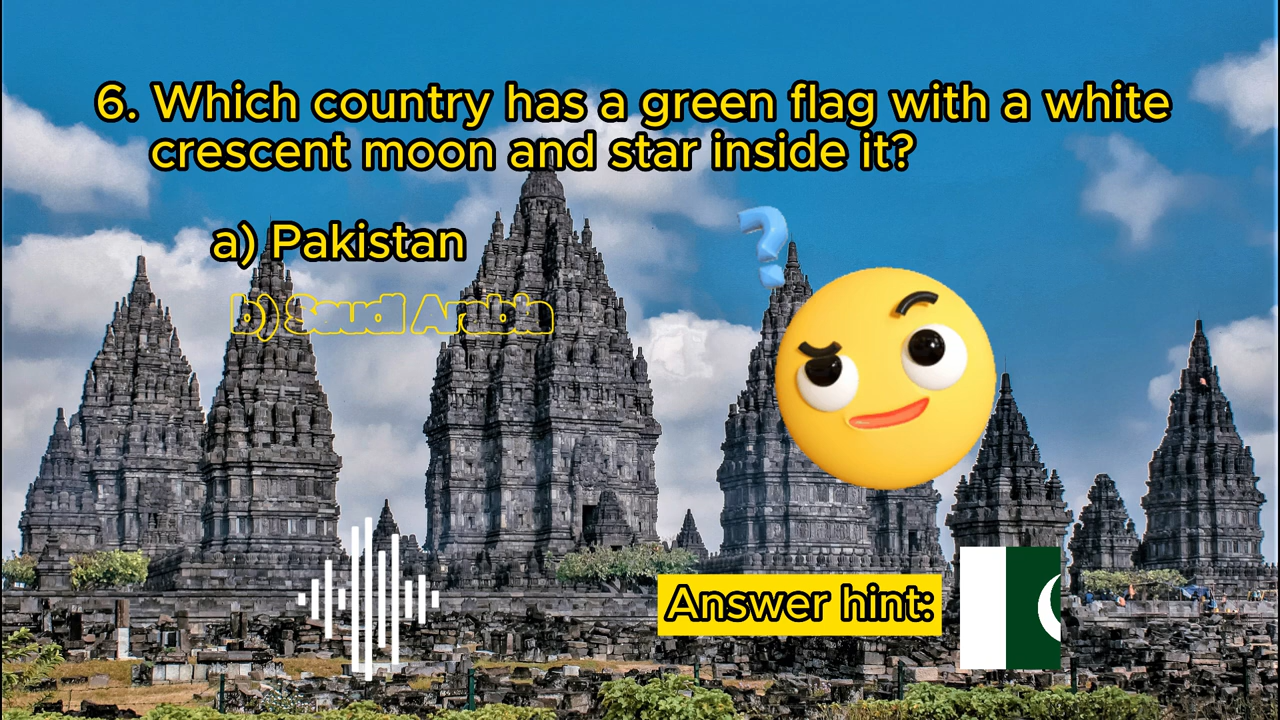 6. Which country has a green flag with a white
crescent moon and star inside it?
a) Pakistan
b) Saudi Arabia
Answer hint: